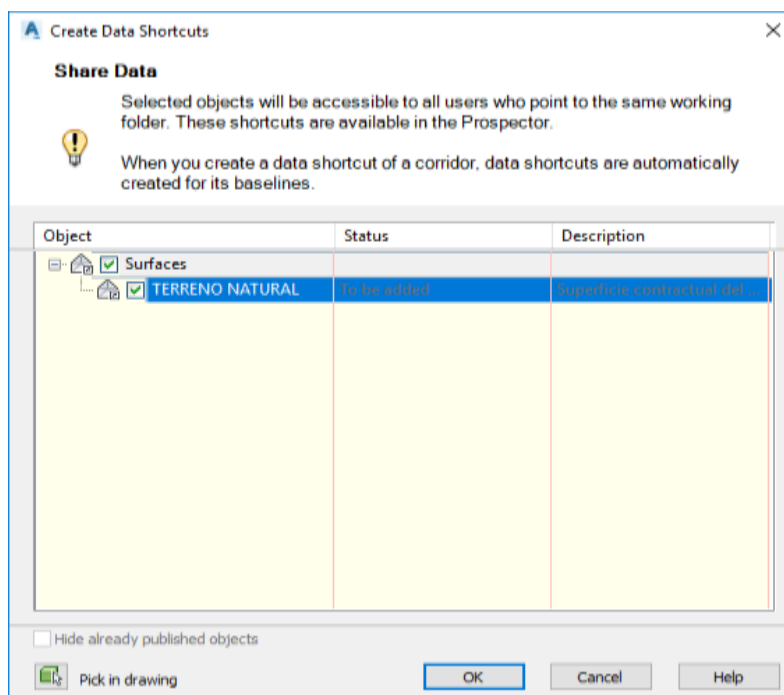 Create Data Shortcuts
Share Data
Selected objects will be accessible to all users who point to the same working
folder. These shortcuts are available in the Prospector.
When you create a data shortcut of a corridor, data shortcuts are automatically
created for its baselines.
Object Status Description
Surfaces
TERRENO NATURAL To be added Superficie contractual del ...
Hide already published objects
Pick in drawing OK Cancel Help